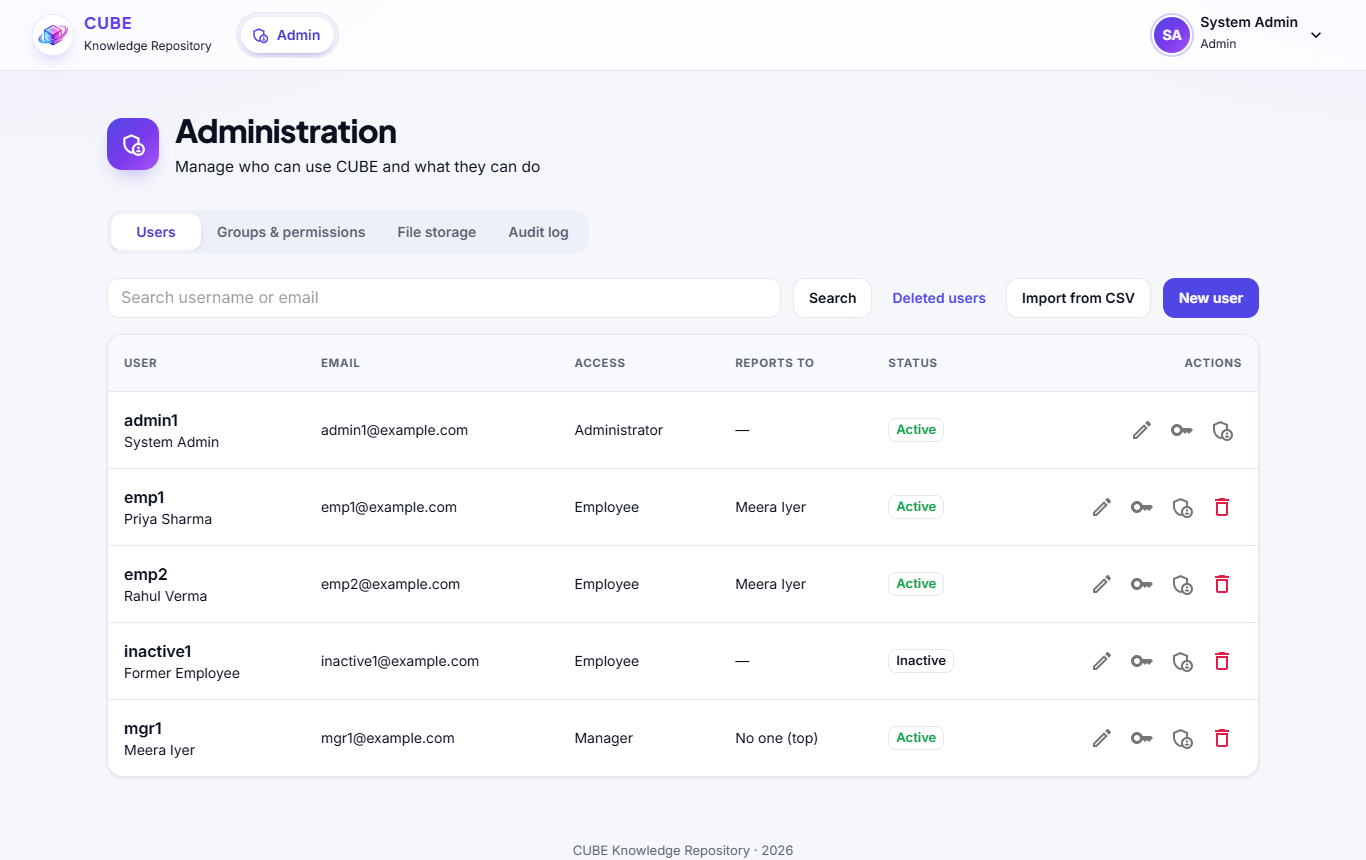 CUBE
Knowledge Repository
Admin
SA
System Admin
Admin
Administration
Manage who can use CUBE and what they can do
Users Groups & permissions File storage Audit log
Search username or email Search Deleted users Import from CSV New user
USER EMAIL ACCESS REPORTS TO STATUS ACTIONS
admin1
System Admin
admin1@example.com Administrator — Active
emp1
Priya Sharma
emp1@example.com Employee Meera Iyer Active
emp2
Rahul Verma
emp2@example.com Employee Meera Iyer Active
inactive1
Former Employee
inactive1@example.com Employee — Inactive
mgr1
Meera Iyer
mgr1@example.com Manager No one (top) Active
CUBE Knowledge Repository · 2026